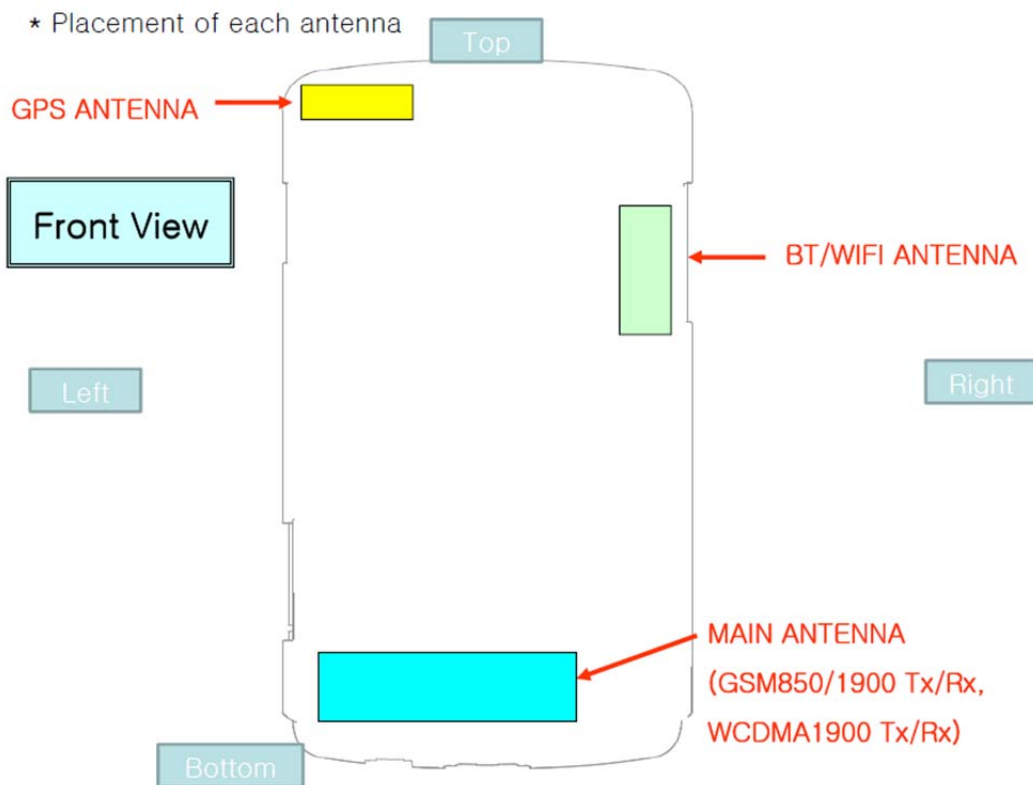 * Placement of each antenna
Top
GPS ANTENNA
Front View
BT/WIFI ANTENNA
Left
Right
MAIN ANTENNA
(GSM850/1900 Tx/Rx,
WCDMA1900 Tx/Rx)
Bottom